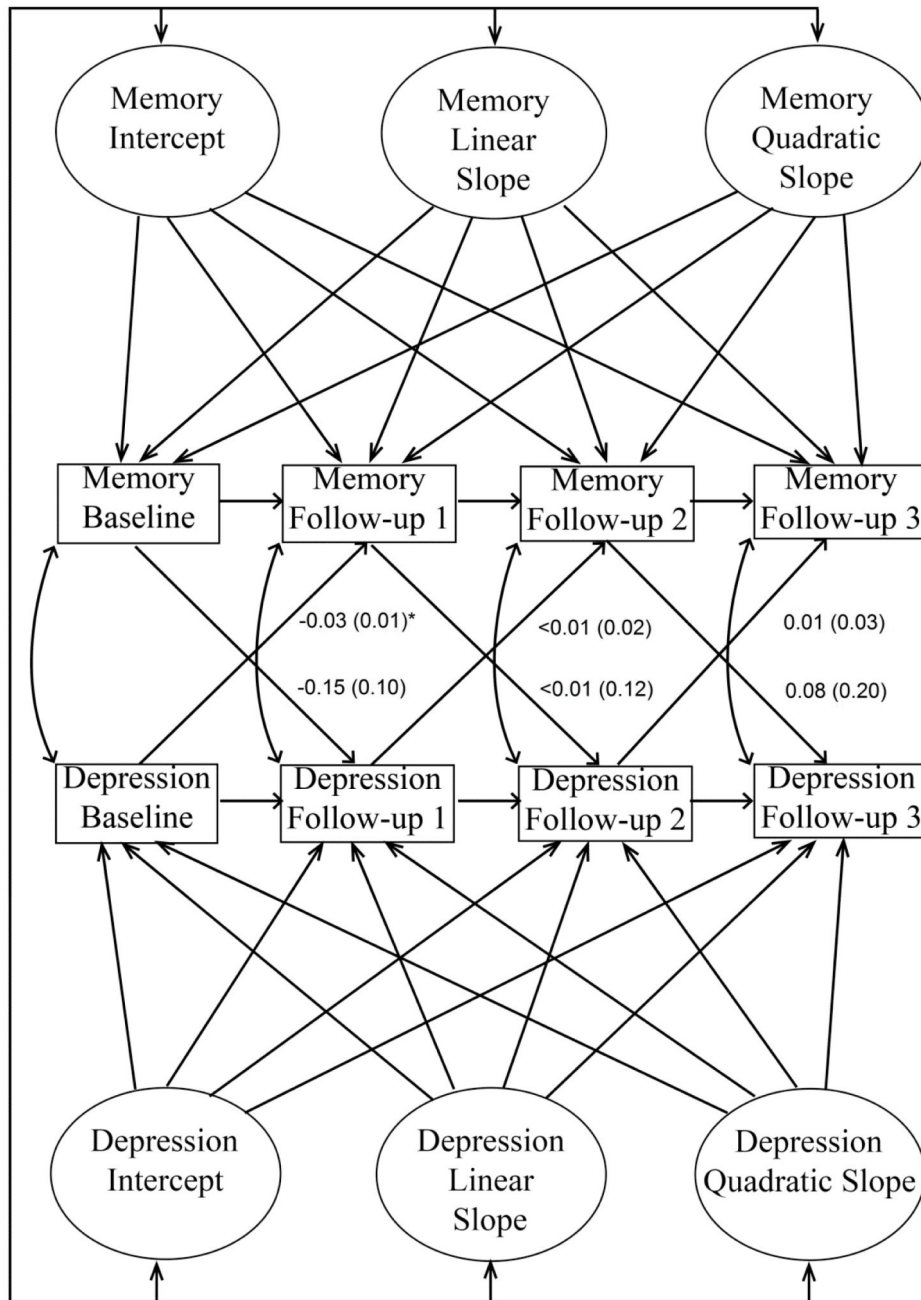 Memory
Intercept
Memory
Linear
Slope
Memory
Quadratic
Slope
Memory
Baseline
Memory
Follow-up 1
Memory
Follow-up 2
Memory
Follow-up 3
-0.03 (0.01)*
<0.01 (0.02)
0.01 (0.03)
-0.15 (0.10)
<0.01 (0.12)
0.08 (0.20)
Depression
Baseline
Depression
Follow-up 1
Depression
Follow-up 2
Depression
Follow-up 3
Depression
Intercept
Depression
Linear
Slope
Depression
Quadratic Slope